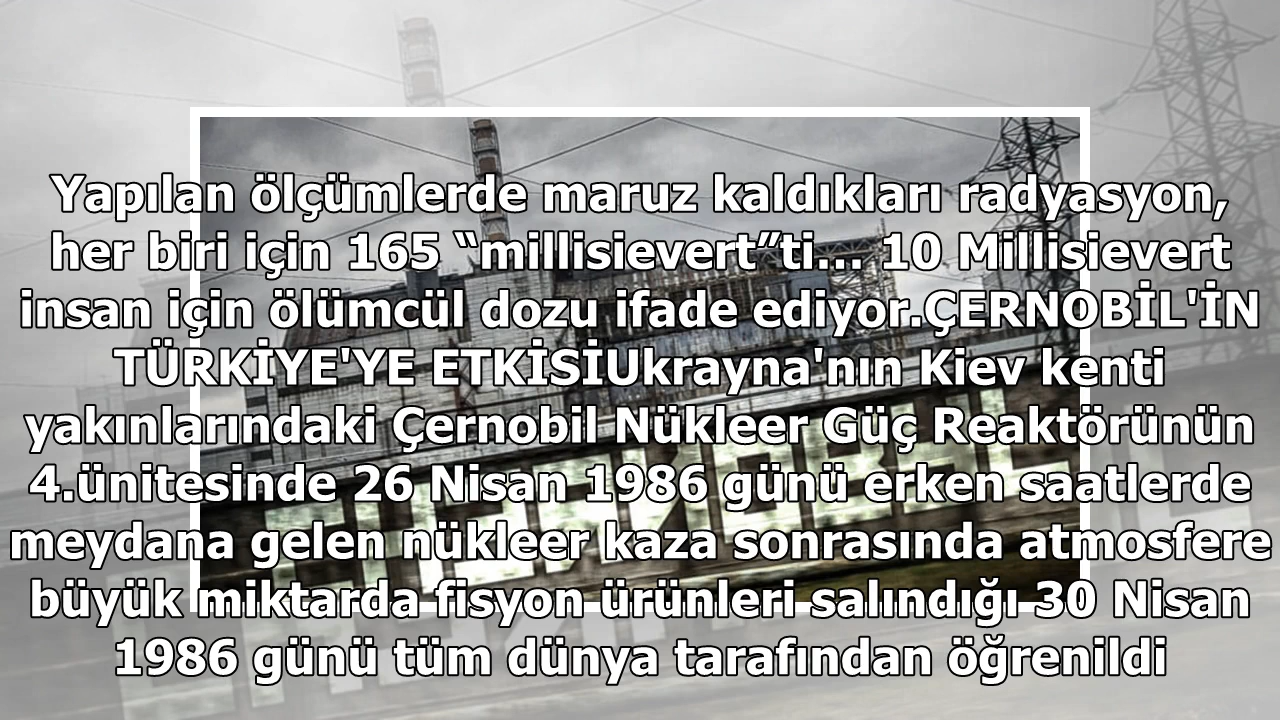 Yapılan ölçümlerde maruz kaldıkları radyasyon,
her biri için 165 “millisievert”ti... 10 Millisievert
insan için ölümcül dozu ifade ediyor.ÇERNOBİL'İN
TÜRKİYE'YE ETKİSİUkrayna'nın Kiev kenti
yakınlarındaki Çernobil Nükleer Güç Reaktörünün
4.ünitesinde 26 Nisan 1986 günü erken saatlerde
meydana gelen nükleer kaza sonrasında atmosfere
büyük miktarda fisyon ürünleri salındığı 30 Nisan
1986 günü tüm dünya tarafından öğrenildi